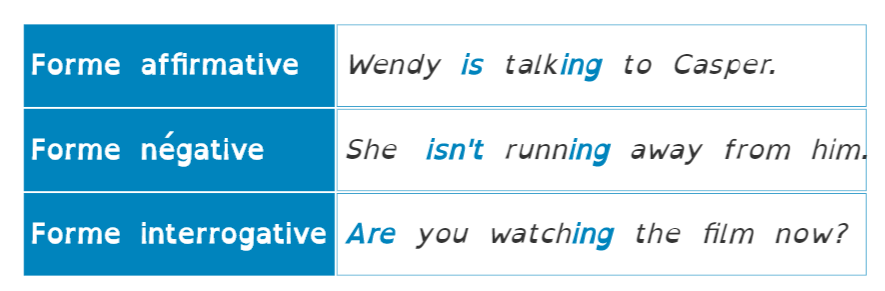 Forme affirmative Wendy is talking to Casper.
Forme négative She isn't running away from him.
Forme interrogative Are you watching the film now?